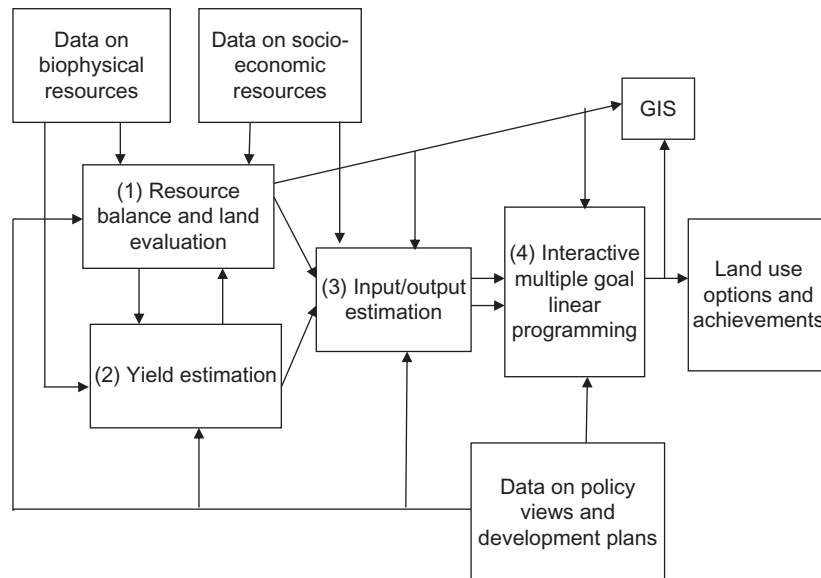 Data on
biophysical
resources
Data on socio-
economic
resources
GIS
(1) Resource
balance and land
evaluation
(2) Yield estimation
(3) Input/output
estimation
(4) Interactive
multiple goal
linear
programming
Land use
options and
achievements
Data on policy
views and
development plans